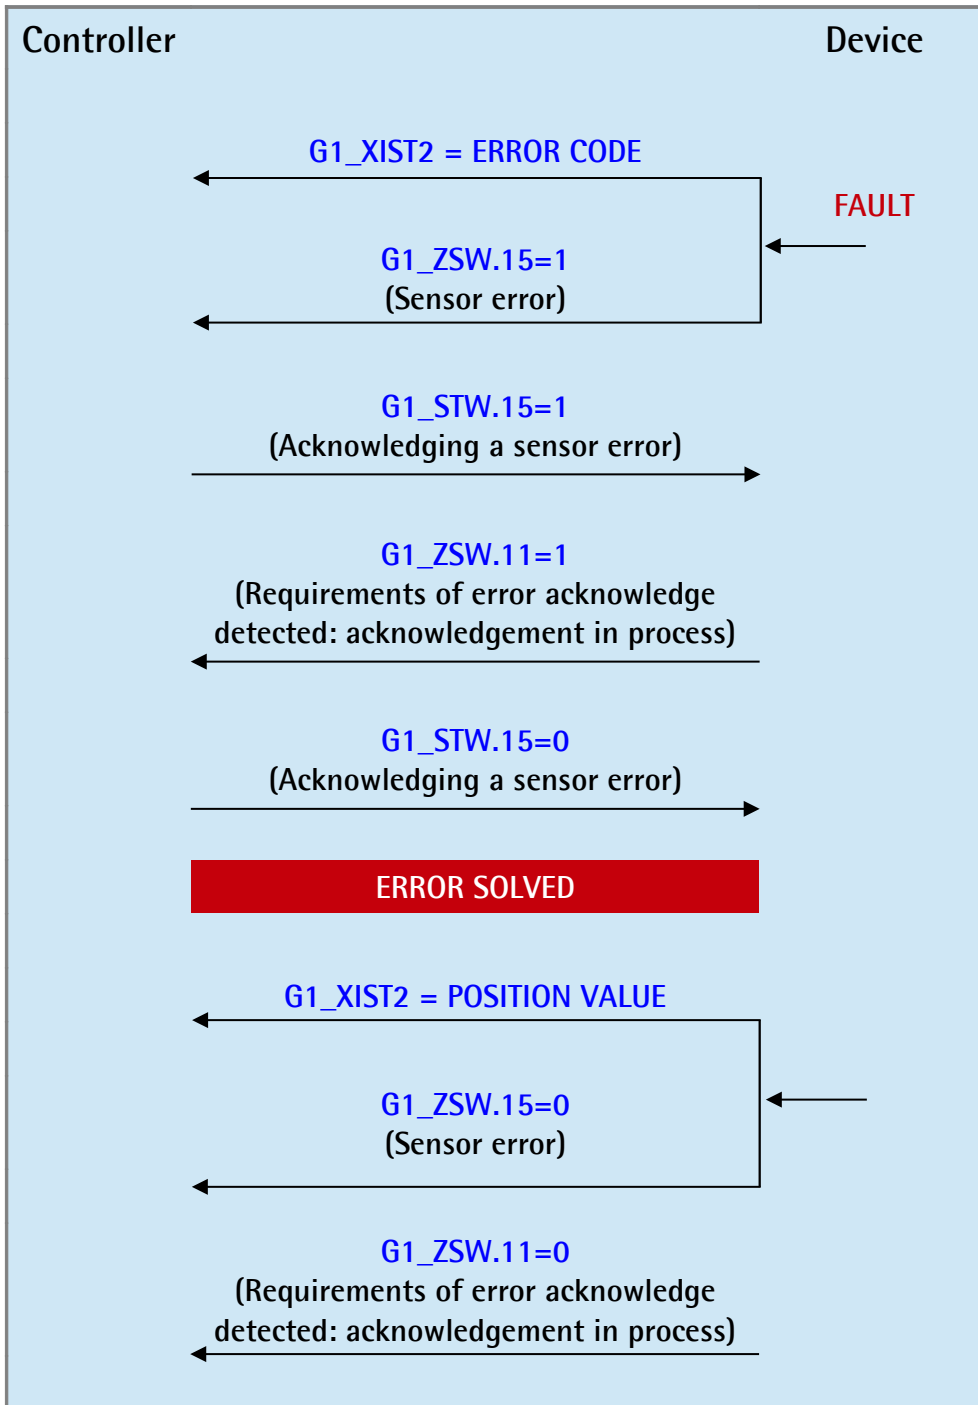 Controller
Device
G1_XIST2 = ERROR CODE
FAULT
G1_ZSW.15=1
(Sensor error)
G1_STW.15=1
(Acknowledging a sensor error)
G1_ZSW.11=1
(Requirements of error acknowledge
detected: acknowledgement in process)
G1_STW.15=0
(Acknowledging a sensor error)
ERROR SOLVED
G1_XIST2 = POSITION VALUE
G1_ZSW.15=0
(Sensor error)
G1_ZSW.11=0
(Requirements of error acknowledge
detected: acknowledgement in process)